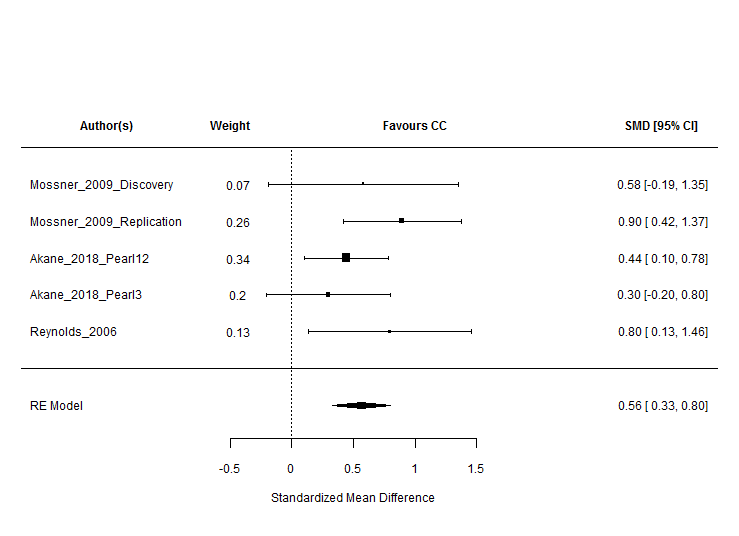 Author(s) Weight Favours CC SMD [95% CI]
Mossner_2009_Discovery 0.07 0.58 [-0.19, 1.35]
Mossner_2009_Replication 0.26 0.90 [ 0.42, 1.37]
Akane_2018_Pearl12 0.34 0.44 [ 0.10, 0.78]
Akane_2018_Pearl3 0.2 0.30 [-0.20, 0.80]
Reynolds_2006 0.13 0.80 [ 0.13, 1.46]
RE Model 0.56 [ 0.33, 0.80]
-0.5 0 0.5 1 1.5
Standardized Mean Difference